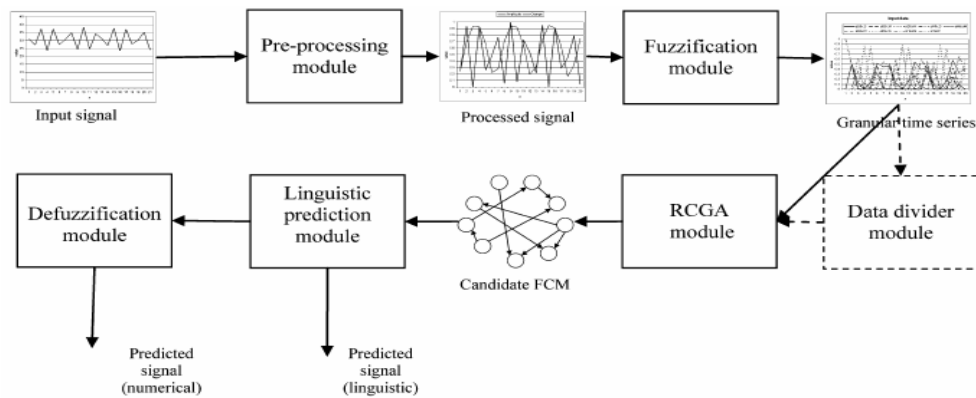 Pre-processing
module
Fuzzification
module
Input signal
Processed signal
Granular time series
Defuzzification
module
Linguistic
prediction
module
RCGA
module
Data divider
module
Candidate FCM
Predicted
signal
(numerical)
Predicted
signal
(linguistic)